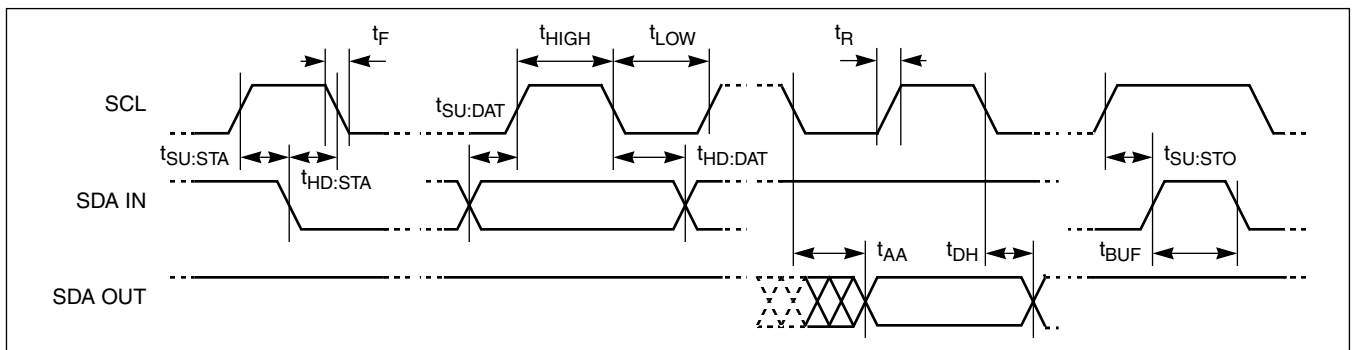 tF
tHIGH
tLOW
tR
SCL
tSU:DAT
tSU:STA
tHD:STA
tHD:DAT
tSU:STO
SDA IN
tAA
tDH
tBUF
SDA OUT